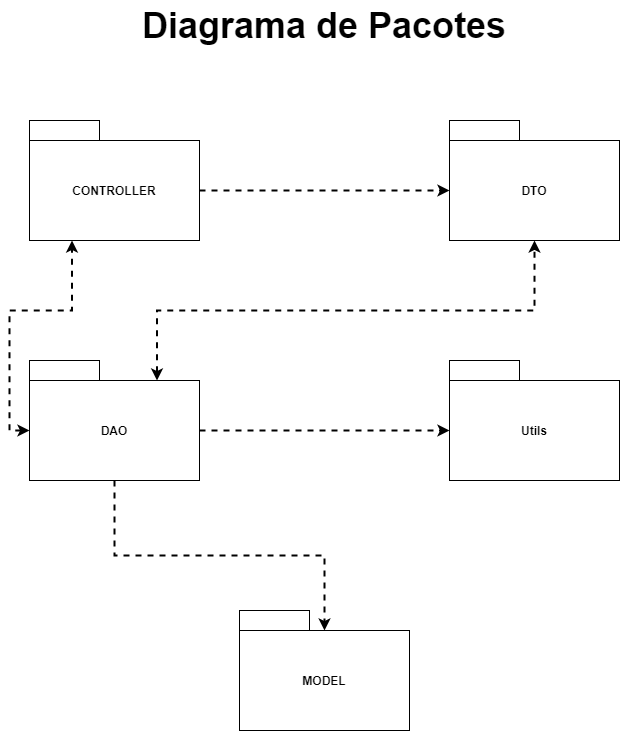 Diagrama de Pacotes
CONTROLLER
DTO
DAO
Utils
MODEL